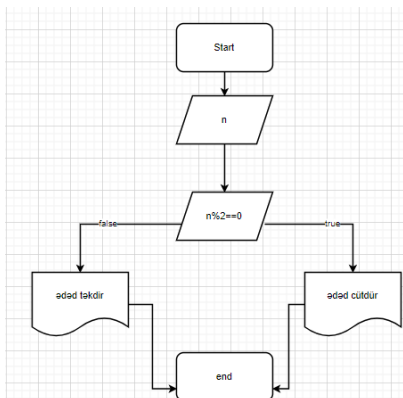 Start
n
n%2==0
false
true
ədəd təkdir
ədəd cütdür
end